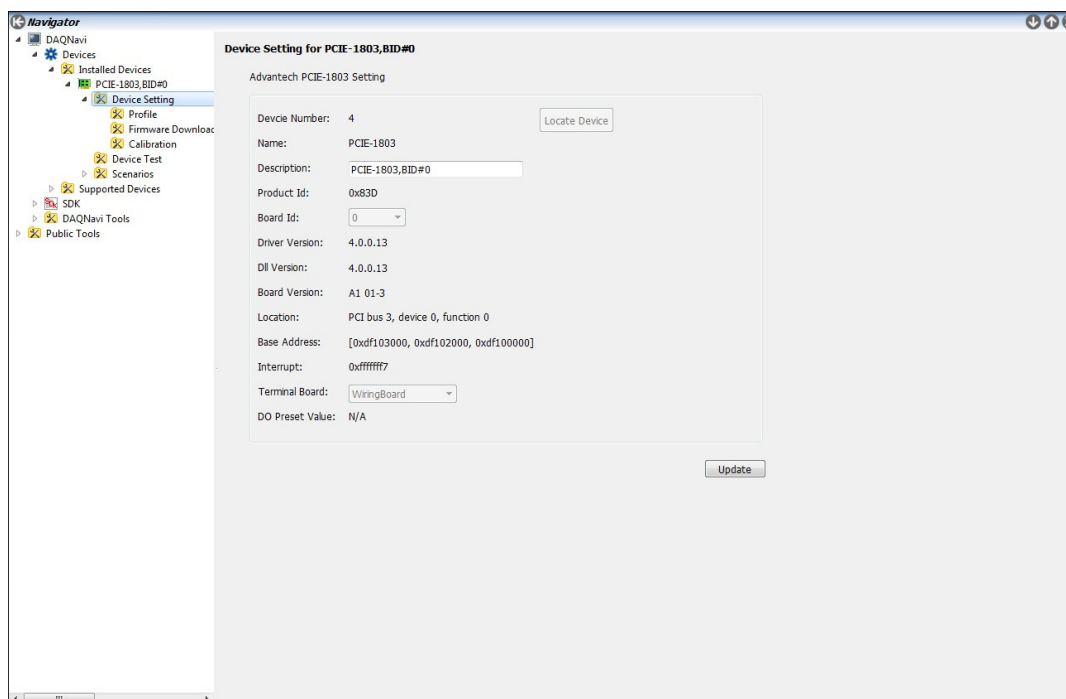 Navigator
DAQNavi
Devices
Installed Devices
PCIE-1803,BID#0
Device Setting
Profile
Firmware Downloac
Calibration
Device Test
Scenarios
Supported Devices
SDK
DAQNavi Tools
Public Tools
Device Setting for PCIE-1803,BID#0
Advantech PCIE-1803 Setting
Devcie Number: 4 Locate Device
Name: PCIE-1803
Description: PCIE-1803,BID#0
Product Id: 0x83D
Board Id: 0
Driver Version: 4.0.0.13
Dll Version: 4.0.0.13
Board Version: A1 01-3
Location: PCI bus 3, device 0, function 0
Base Address: [0xdf103000, 0xdf102000, 0xdf100000]
Interrupt: 0xfffffff7
Terminal Board: WiringBoard
DO Preset Value: N/A
Update